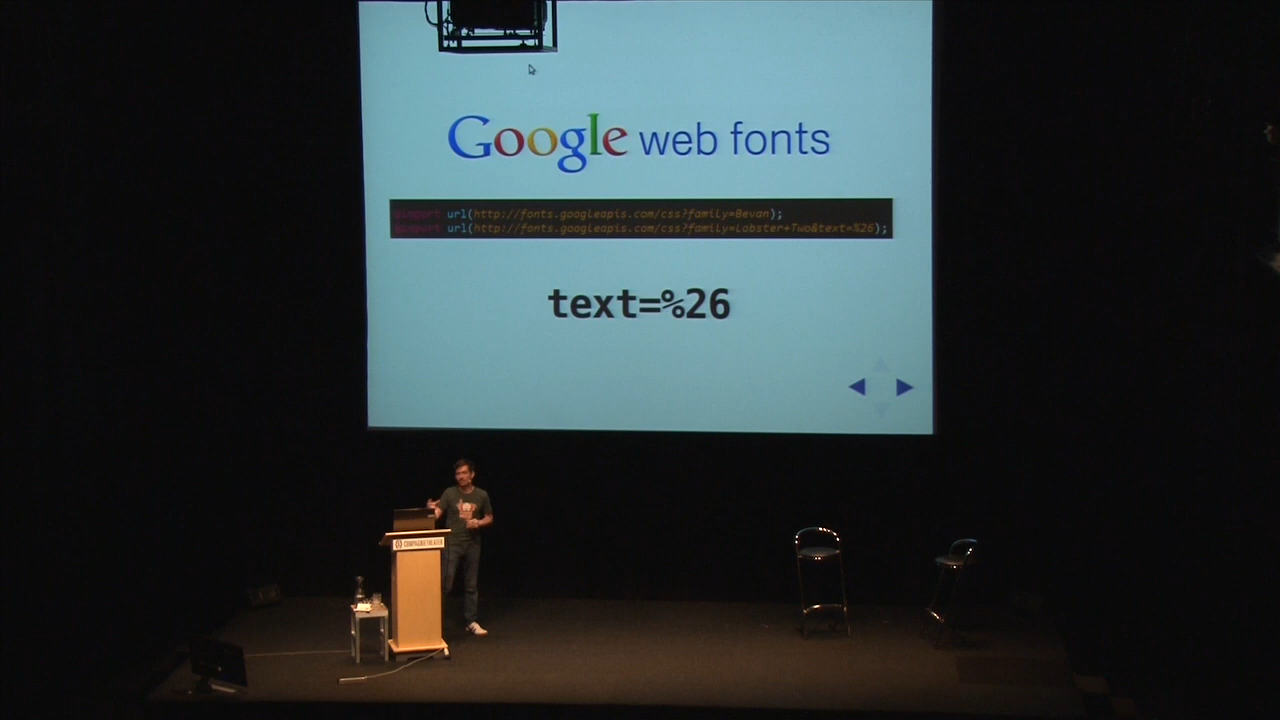 Google web fonts
@import url(http://fonts.googleapis.com/css?family=Bevan);
@import url(http://fonts.googleapis.com/css?family=Lobster+Two&text=%26);
text=%26
COMPAGNIETHEATER